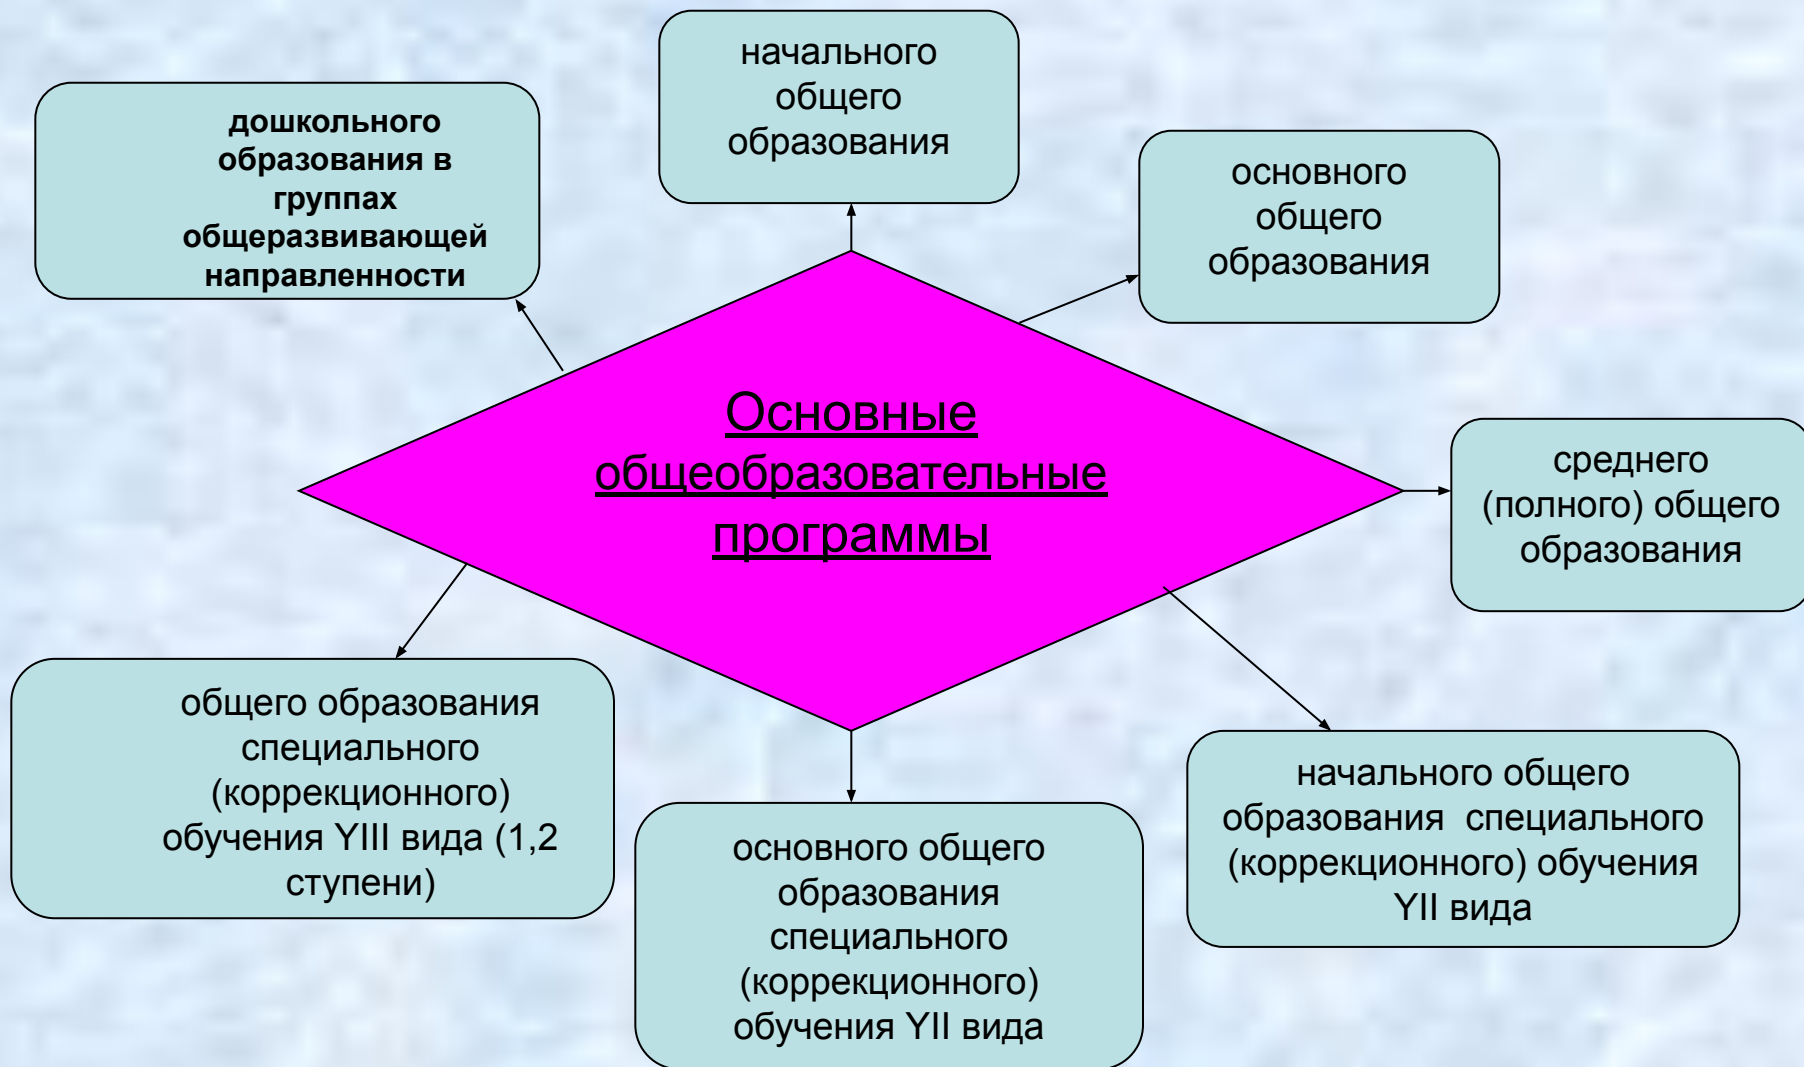 начального
общего
образования
дошкольного
образования в
группах
общеразвивающей
направленности
основного
общего
образования
Основные
общеобразовательные
программы
среднего
(полного) общего
образования
общего образования
специального
(коррекционного)
обучения YIII вида (1,2
ступени)
основного общего
образования
специального
(коррекционного)
обучения YII вида
начального общего
образования специального
(коррекционного) обучения
YII вида